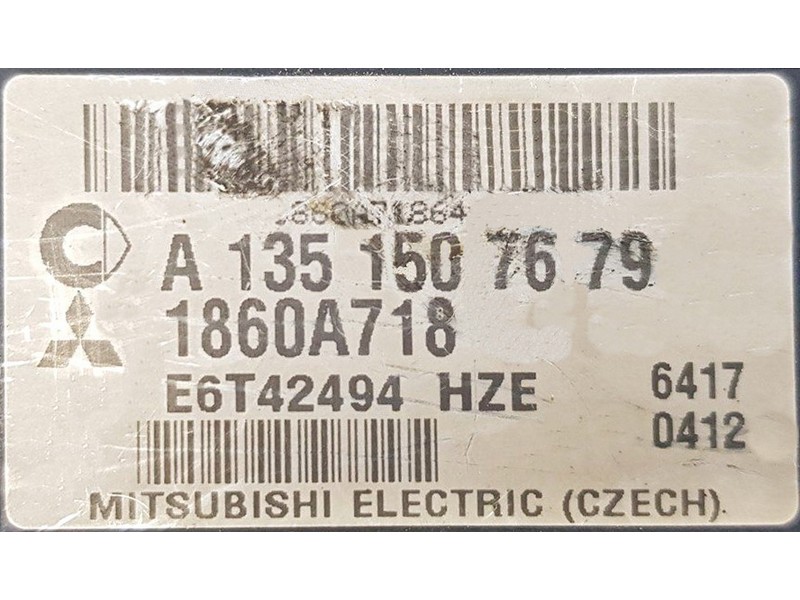 A 135 150 76 79
1860A718
E6T42494 HZE
6417
0412
MITSUBISHI ELECTRIC (CZECH)